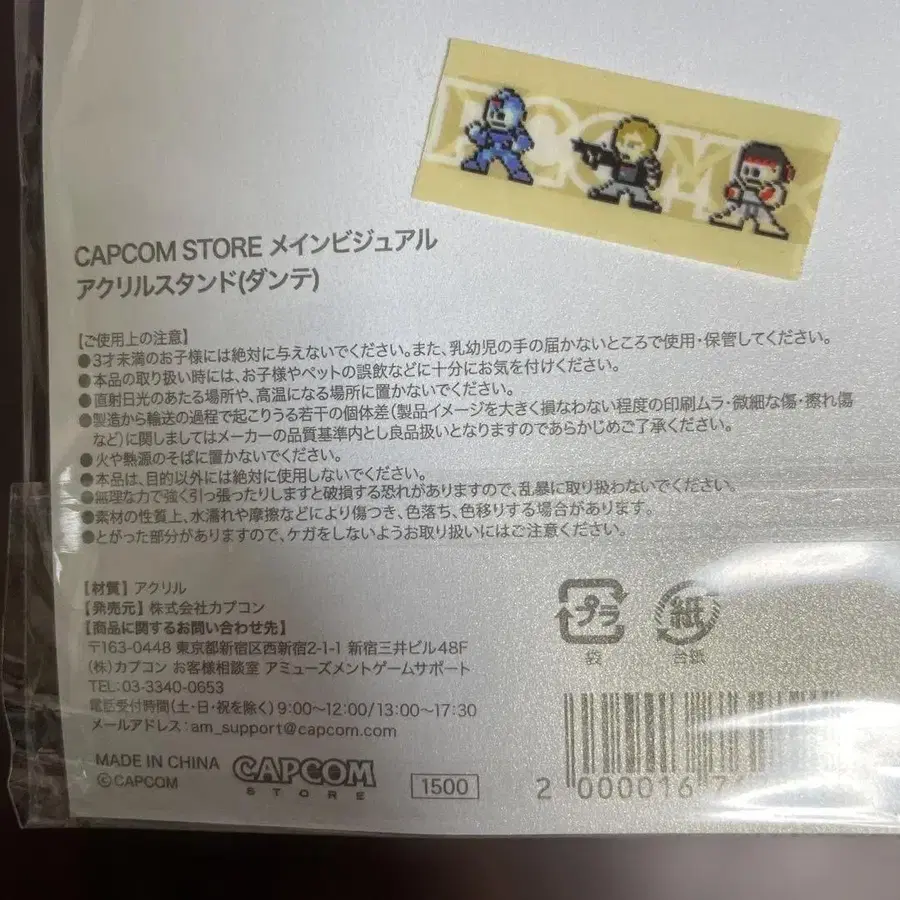 CAPCOM
CAPCOM STORE メインビジュアル
アクリルスタンド(ダンテ)
【ご使用上の注意】
●3才未満のお子様には絶対に与えないでください。また、乳幼児の手の届かないところで使用・保管してください。
●本品の取り扱い時には、お子様やペットの誤飲などに十分にお気を付けください。
●直射日光のあたる場所や、高温になる場所に置かないでください。
●製造から輸送の過程で起こりうる若干の個体差(製品イメージを大きく損なわない程度の印刷ムラ・微細な傷・擦れ傷
など)に関しましてはメーカーの品質基準内とし良品扱いとなりますのであらかじめご了承ください。
●火や熱源のそばに置かないでください。
●本品は、目的以外には絶対に使用しないでください。
●無理な力で強く引っ張ったりしますと破損する恐れがありますので、乱暴に取り扱わないでください。
●素材の性質上、水濡れや摩擦などにより傷つき、色落ち、色移りする場合があります。
●とがった部分がありますので、ケガをしないようお取り扱いにはご注意ください。
【材質】アクリル
【発売元】株式会社カプコン
【商品に関するお問い合わせ先】
〒163-0448 東京都新宿区西新宿2-1-1 新宿三井ビル48F
(株)カプコン お客様相談室 アミューズメントゲームサポート
TEL:03-3340-0653
電話受付時間(土・日・祝を除く)9:00~12:00/13:00~17:30
メールアドレス:am_support@capcom.com
MADE IN CHINA
©CAPCOM
CAPCOM
STORE
1500
プラ
袋
紙
台紙
2 000016 7